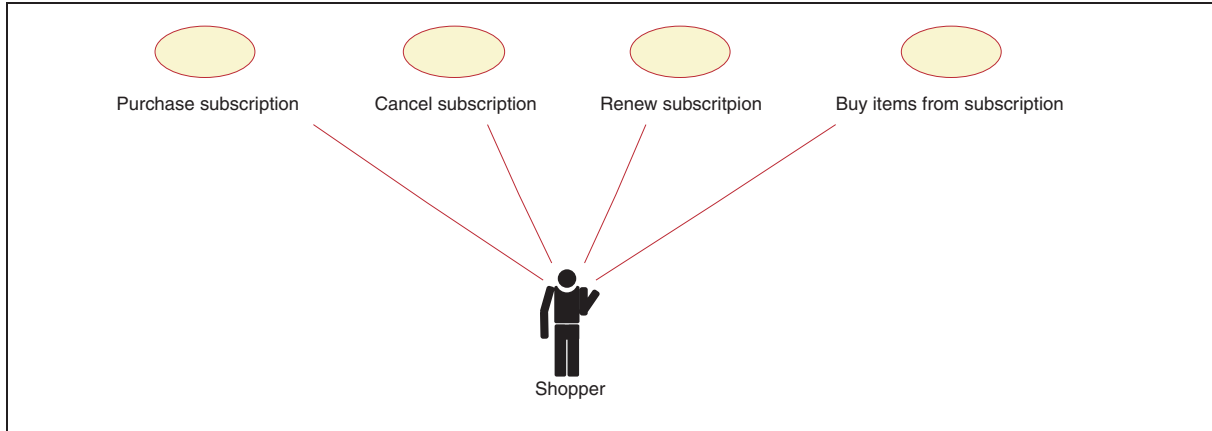 Purchase subscription
Cancel subscription
Renew subscritpion
Buy items from subscription
Shopper